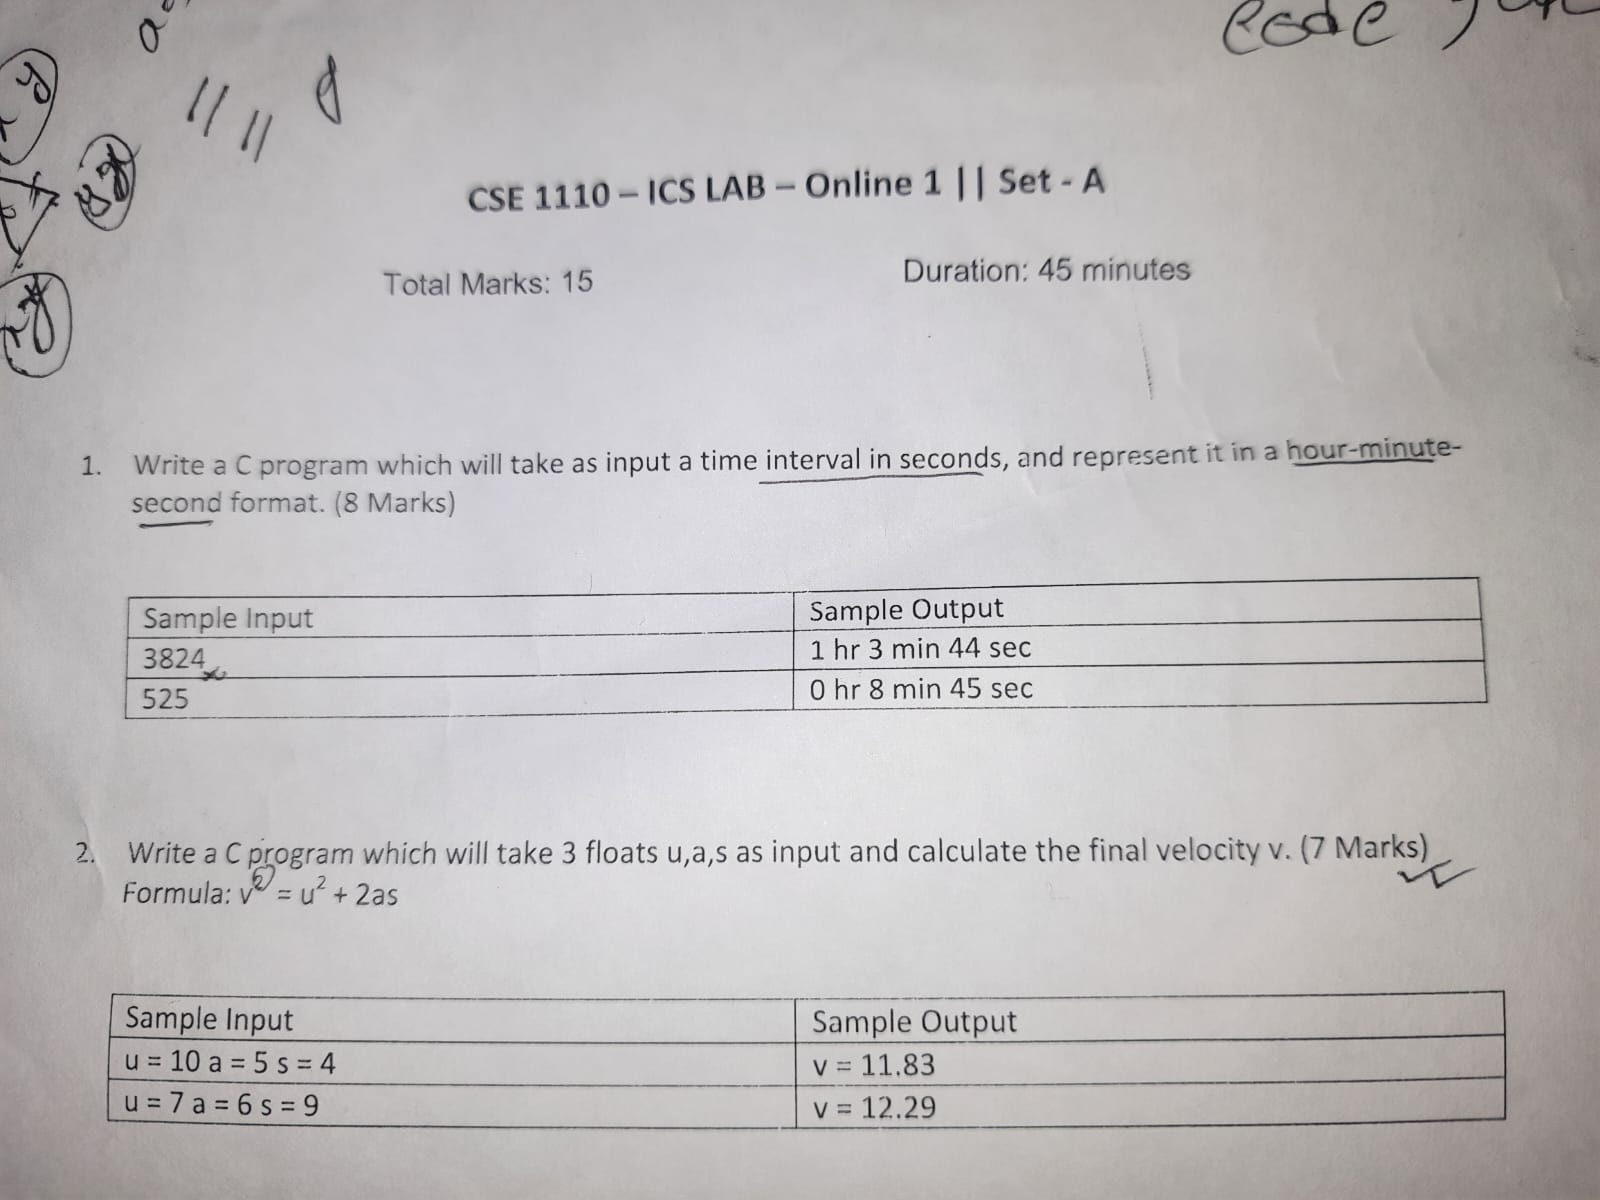 code
CSE 1110 – ICS LAB – Online 1 || Set - A
Total Marks: 15 Duration: 45 minutes
1. Write a C program which will take as input a time interval in seconds, and represent it in a hour-minute-
second format. (8 Marks)
Sample Input Sample Output
3824 1 hr 3 min 44 sec
525 0 hr 8 min 45 sec
2. Write a C program which will take 3 floats u,a,s as input and calculate the final velocity v. (7 Marks)
Formula: v² = u² + 2as
Sample Input Sample Output
u = 10 a = 5 s = 4 v = 11.83
u = 7 a = 6 s = 9 v = 12.29